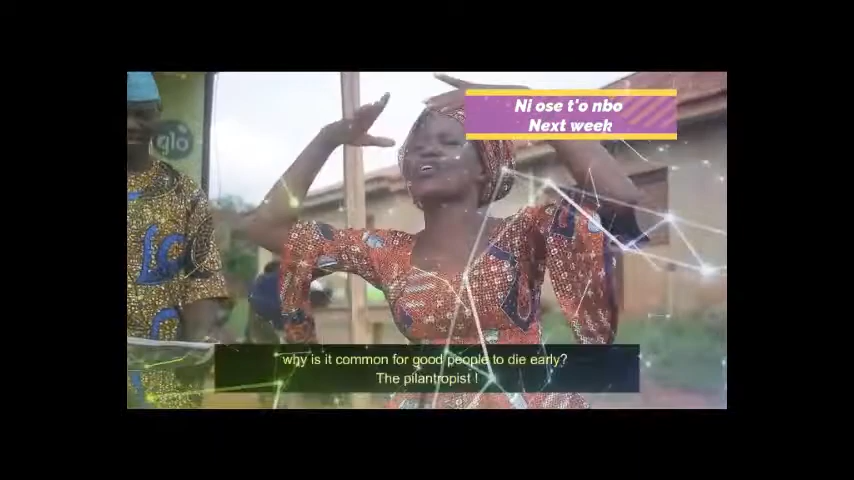 Ni ose t'o nbo
Next week
glo
why is it common for good people to die early?
The pilantropist !